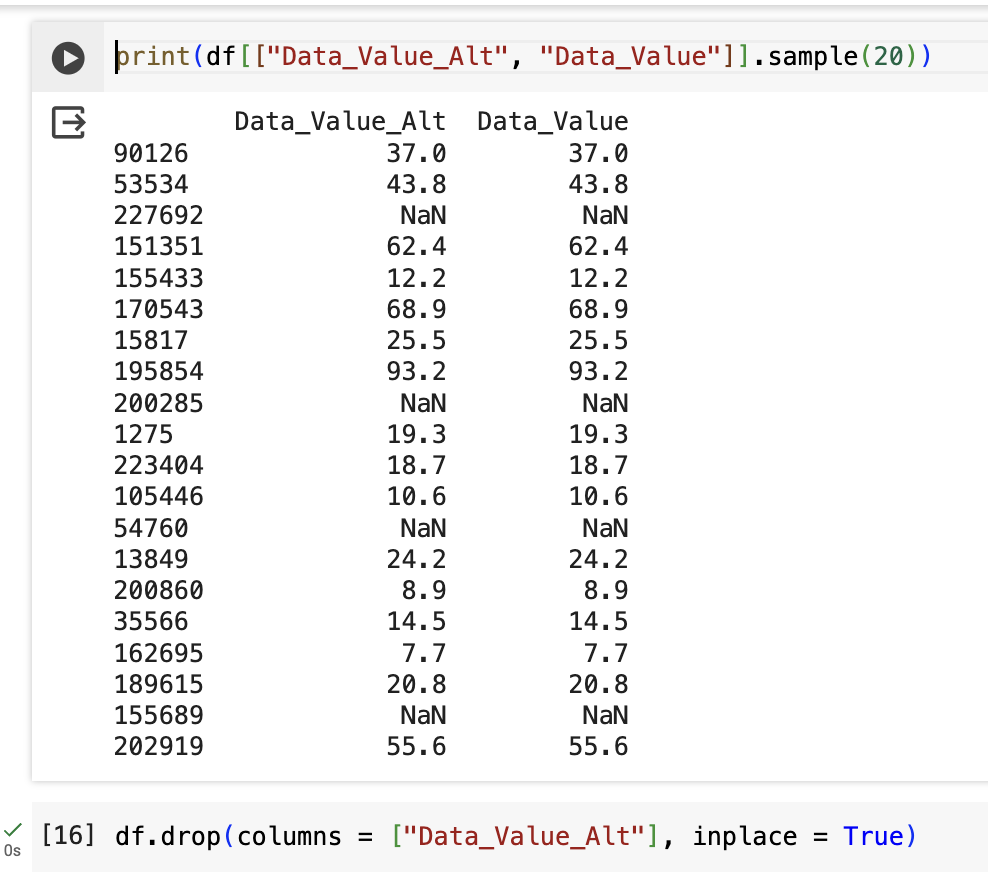 print(df[["Data_Value_Alt", "Data_Value"]].sample(20))
Data_Value_Alt  Data_Value
90126 37.0 37.0
53534 43.8 43.8
227692 NaN NaN
151351 62.4 62.4
155433 12.2 12.2
170543 68.9 68.9
15817 25.5 25.5
195854 93.2 93.2
200285 NaN NaN
1275 19.3 19.3
223404 18.7 18.7
105446 10.6 10.6
54760 NaN NaN
13849 24.2 24.2
200860 8.9 8.9
35566 14.5 14.5
162695 7.7 7.7
189615 20.8 20.8
155689 NaN NaN
202919 55.6 55.6
[16] df.drop(columns = ["Data_Value_Alt"], inplace = True)
0s